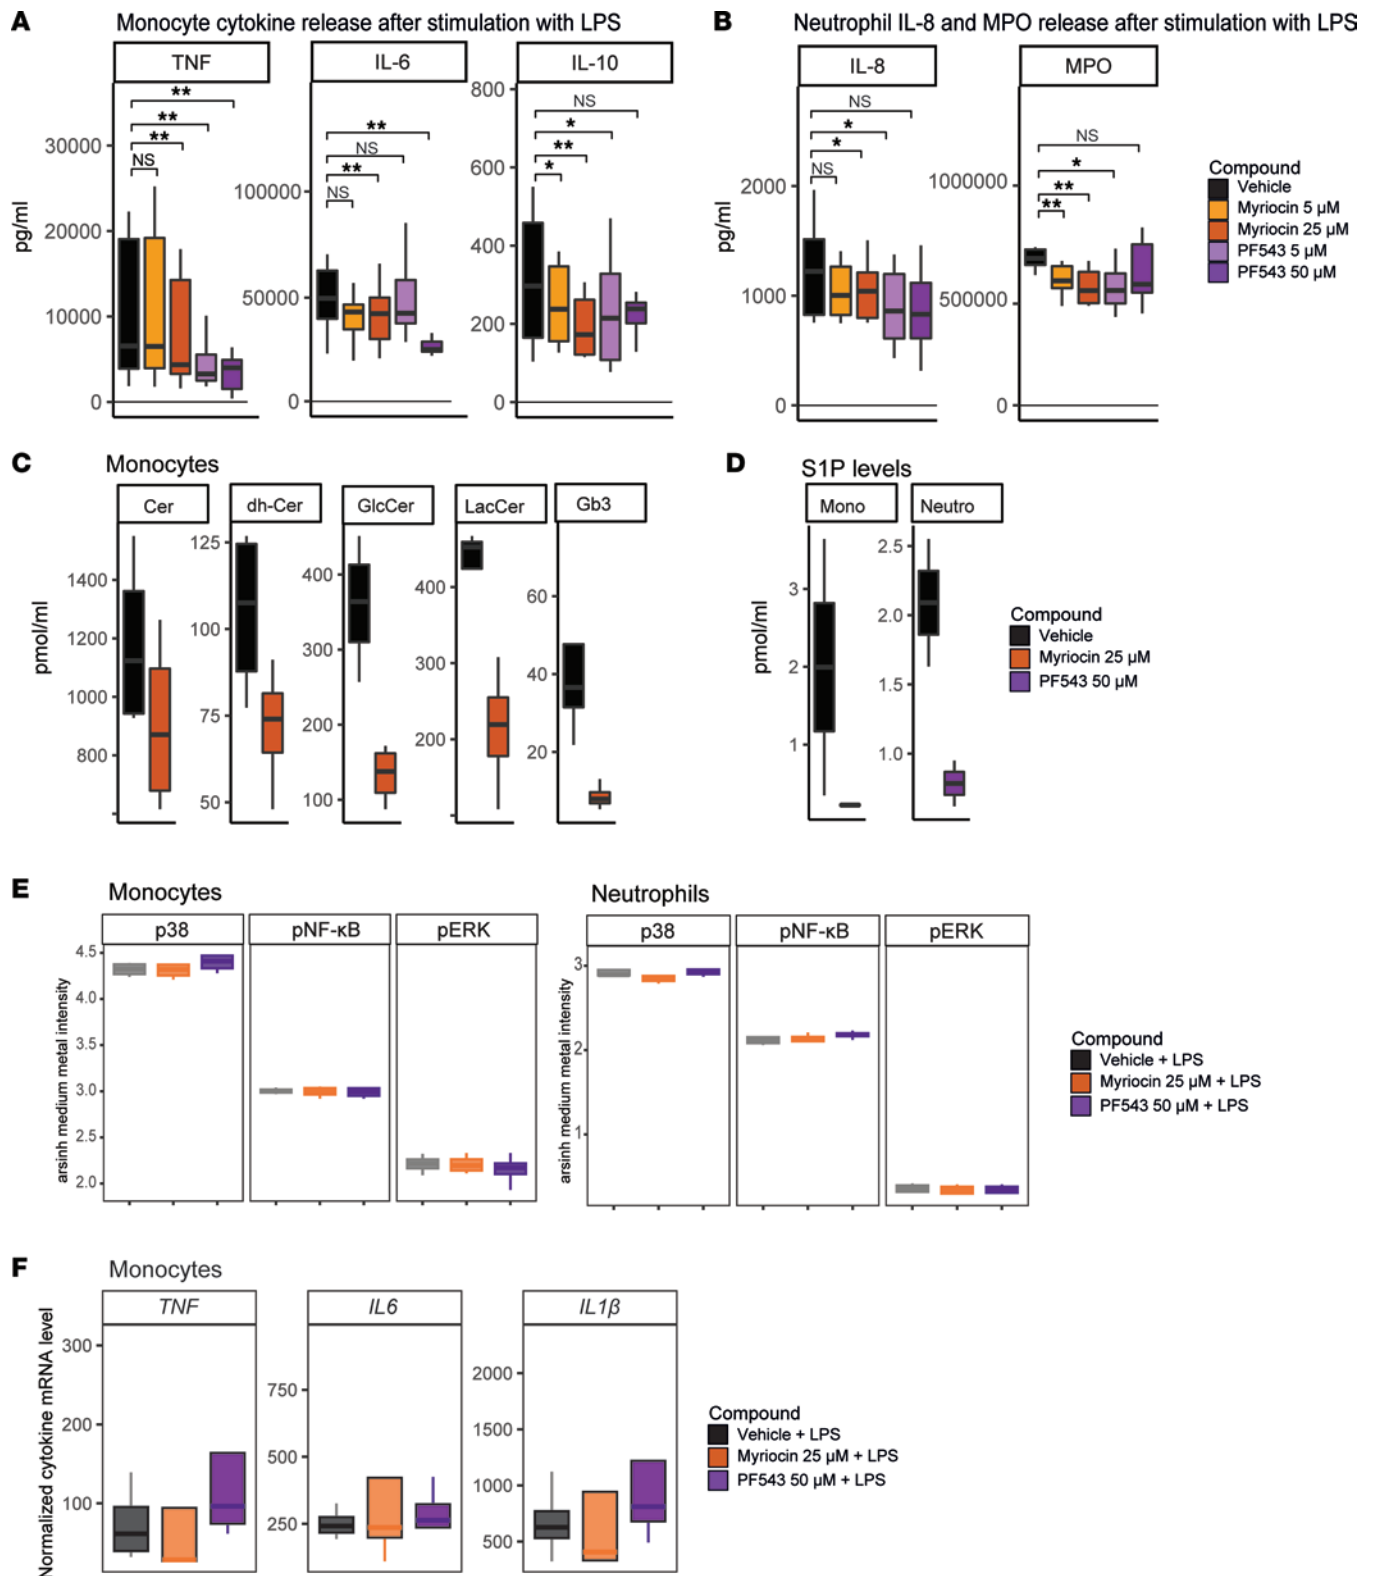 A Monocyte cytokine release after stimulation with LPS
TNF
IL-6
IL-10
pg/ml
30000
20000
10000
0
**
**
**
NS
100000
50000
0
**
NS
**
NS
800
600
400
200
0
NS
*
**
*
B Neutrophil IL-8 and MPO release after stimulation with LPS
IL-8
MPO
pg/ml
2000
1000
0
NS
*
*
NS
1000000
500000
0
NS
*
**
**
Compound
Vehicle
Myriocin 5 µM
Myriocin 25 µM
PF543 5 µM
PF543 50 µM
C Monocytes
Cer
dh-Cer
GlcCer
LacCer
Gb3
pmol/ml
1400
1200
1000
800
125
100
75
50
400
300
200
100
400
300
200
60
40
20
D S1P levels
Mono
Neutro
pmol/ml
3
2
1
2.5
2.0
1.5
1.0
Compound
Vehicle
Myriocin 25 µM
PF543 50 µM
E Monocytes
p38
pNF-κB
pERK
arsinh medium metal intensity
4.5
4.0
3.5
3.0
2.5
2.0
Neutrophils
p38
pNF-κB
pERK
arsinh medium metal intensity
3
2
1
Compound
Vehicle + LPS
Myriocin 25 µM + LPS
PF543 50 µM + LPS
F Monocytes
TNF
IL6
IL1β
Normalized cytokine mRNA level
300
200
100
750
500
250
2000
1500
1000
500
Compound
Vehicle + LPS
Myriocin 25 µM + LPS
PF543 50 µM + LPS